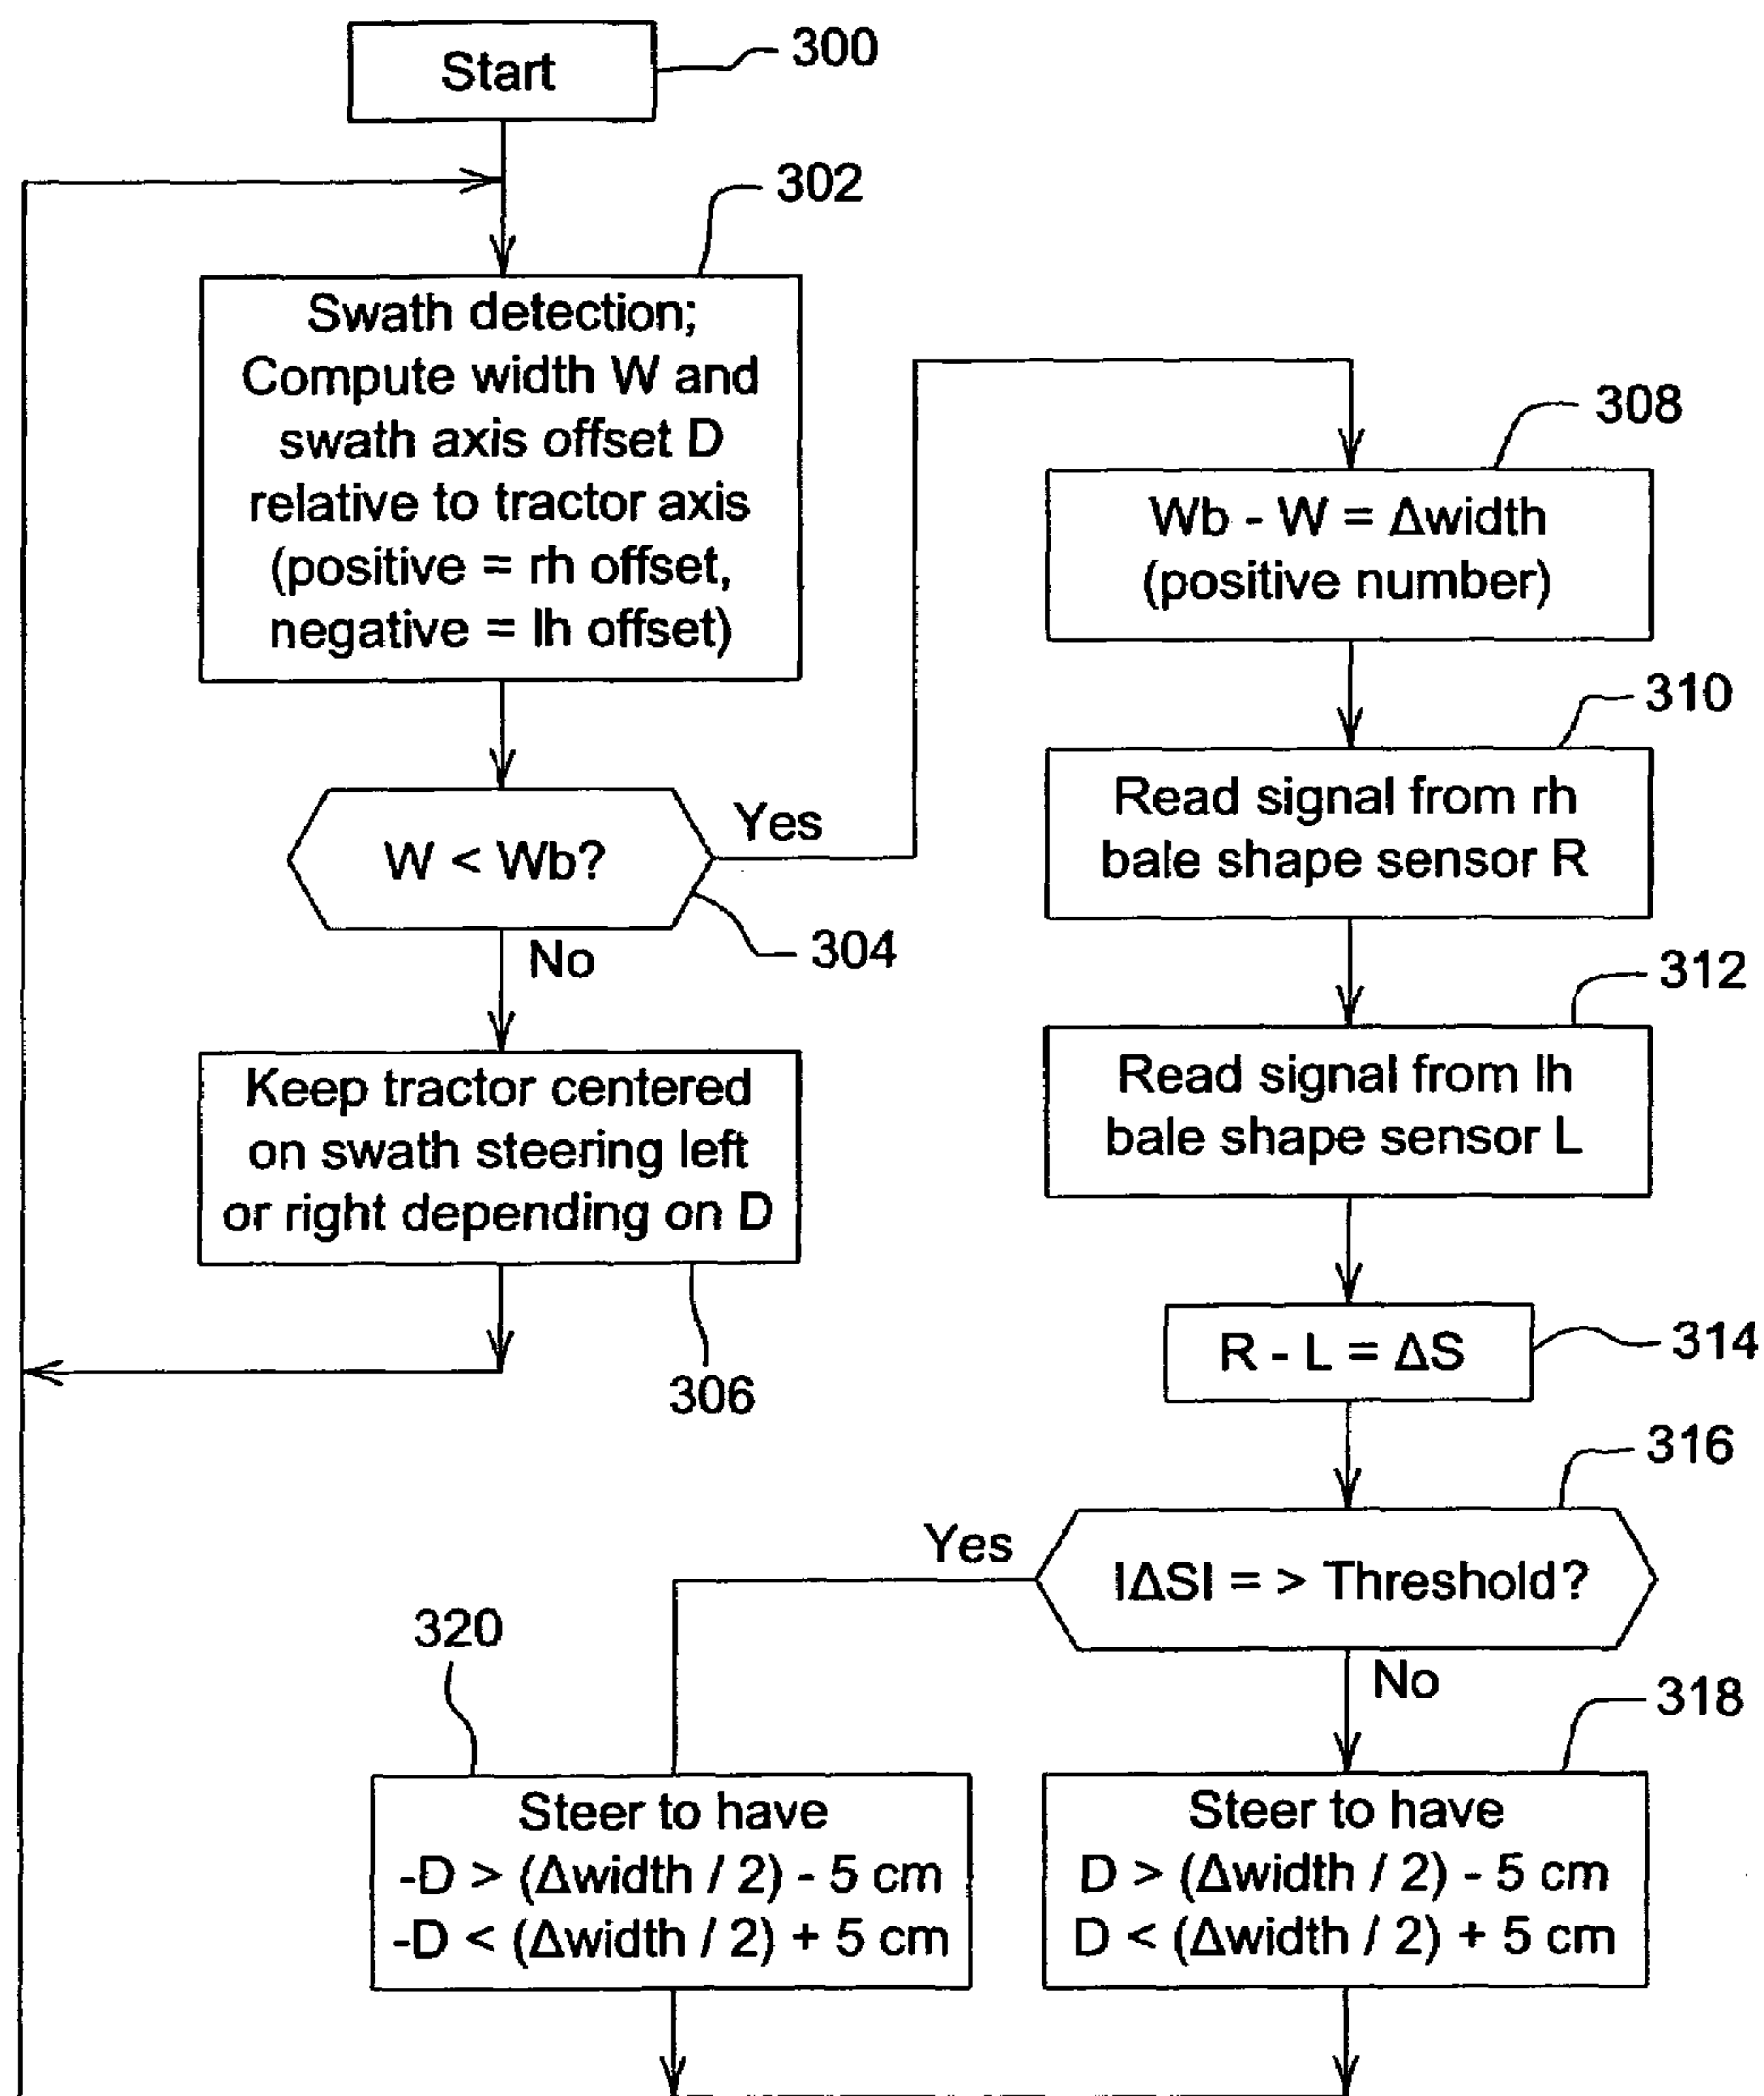 Start
300
302
Swath detection;
Compute width W and
swath axis offset D
relative to tractor axis
(positive = rh offset,
negative = lh offset)
W < Wb?
Yes
304
No
Keep tractor centered
on swath steering left
or right depending on D
306
308
Wb - W = Δwidth
(positive number)
310
Read signal from rh
bale shape sensor R
312
Read signal from lh
bale shape sensor L
314
R - L = ΔS
316
IΔSI = > Threshold?
Yes
No
320
Steer to have
-D > (Δwidth / 2) - 5 cm
-D < (Δwidth / 2) + 5 cm
318
Steer to have
D > (Δwidth / 2) - 5 cm
D < (Δwidth / 2) + 5 cm